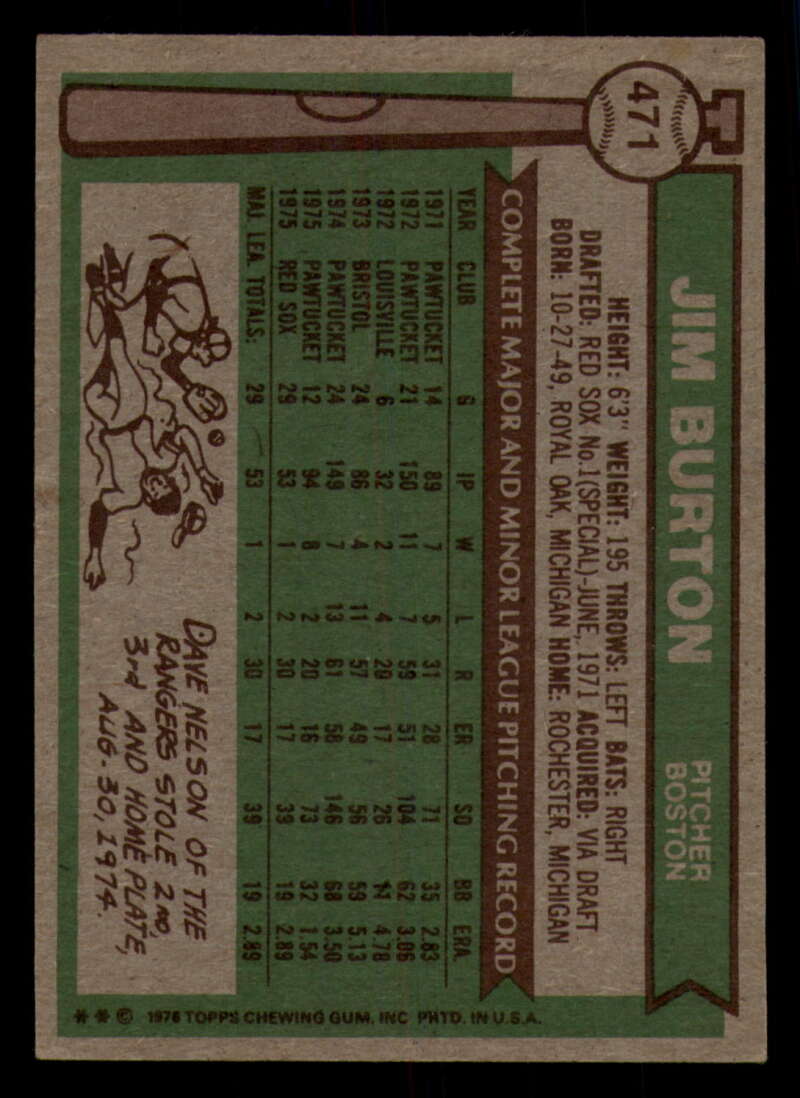 471
JIM BURTON
PITCHER
BOSTON
HEIGHT: 6'3" WEIGHT: 195 THROWS: LEFT BATS: RIGHT
DRAFTED: RED SOX No.1(SPECIAL)-JUNE, 1971 ACQUIRED: VIA DRAFT
BORN: 10-27-49, ROYAL OAK, MICHIGAN HOME: ROCHESTER, MICHIGAN
COMPLETE MAJOR AND MINOR LEAGUE PITCHING RECORD
YEAR CLUB G IP W L R ER SO BB ERA.
1971 PAWTUCKET 14 89 7 5 31 28 71 35 2.83
1972 PAWTUCKET 21 150 11 7 59 51 104 62 3.06
1972 LOUISVILLE 6 32 2 4 20 17 26 4.78
1973 BRISTOL 24 86 4 11 57 49 56 59 5.13
1974 PAWTUCKET 24 149 7 13 61 58 146 68 3.50
1975 PAWTUCKET 12 94 8 2 20 16 73 32 1.54
1975 RED SOX 29 53 1 2 30 17 39 19 2.89
MAJ. LEA. TOTALS: 29 53 1 2 30 17 39 19 2.89
DAVE NELSON OF THE
RANGERS STOLE 2ND,
3rd AND HOME PLATE,
AUG. 30, 1974.
** © 1976 TOPPS CHEWING GUM, INC PRTD. IN U.S.A.